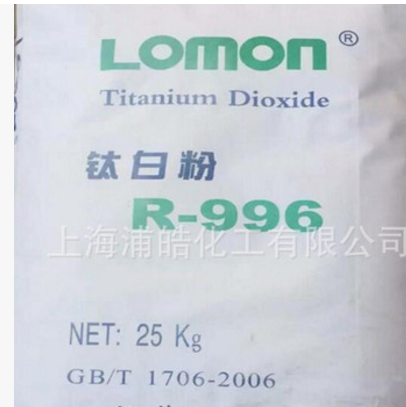 LOMON®
Titanium Dioxide
钛白粉
R-996
上海浦皓化工有限公司
NET: 25 Kg
GB/T 1706-2006